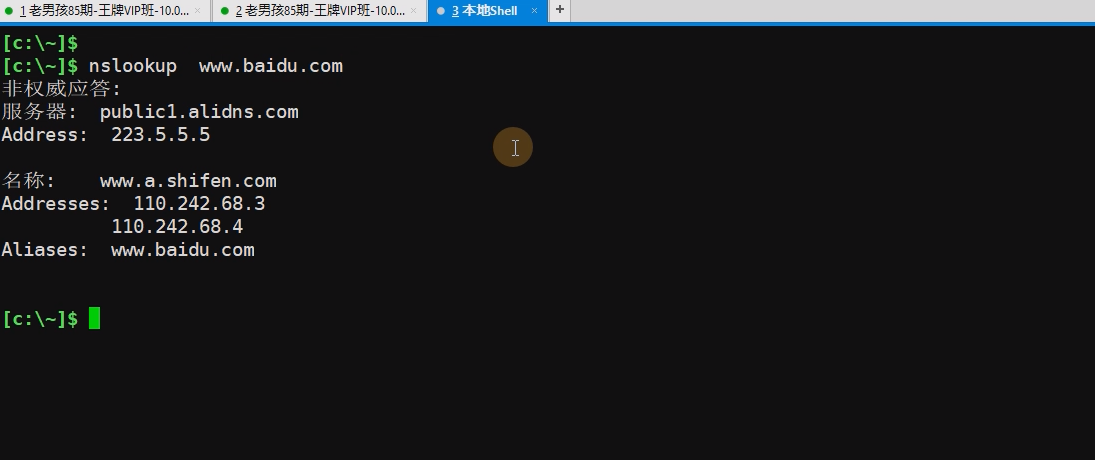 1 老男孩85期-王牌VIP班-10.0... × 2 老男孩85期-王牌VIP班-10.0... × 3 本地Shell × +
[c:\~]$
[c:\~]$ nslookup  www.baidu.com
非权威应答:
服务器:  public1.alidns.com
Address:  223.5.5.5
名称:    www.a.shifen.com
Addresses:  110.242.68.3
110.242.68.4
Aliases:  www.baidu.com
[c:\~]$